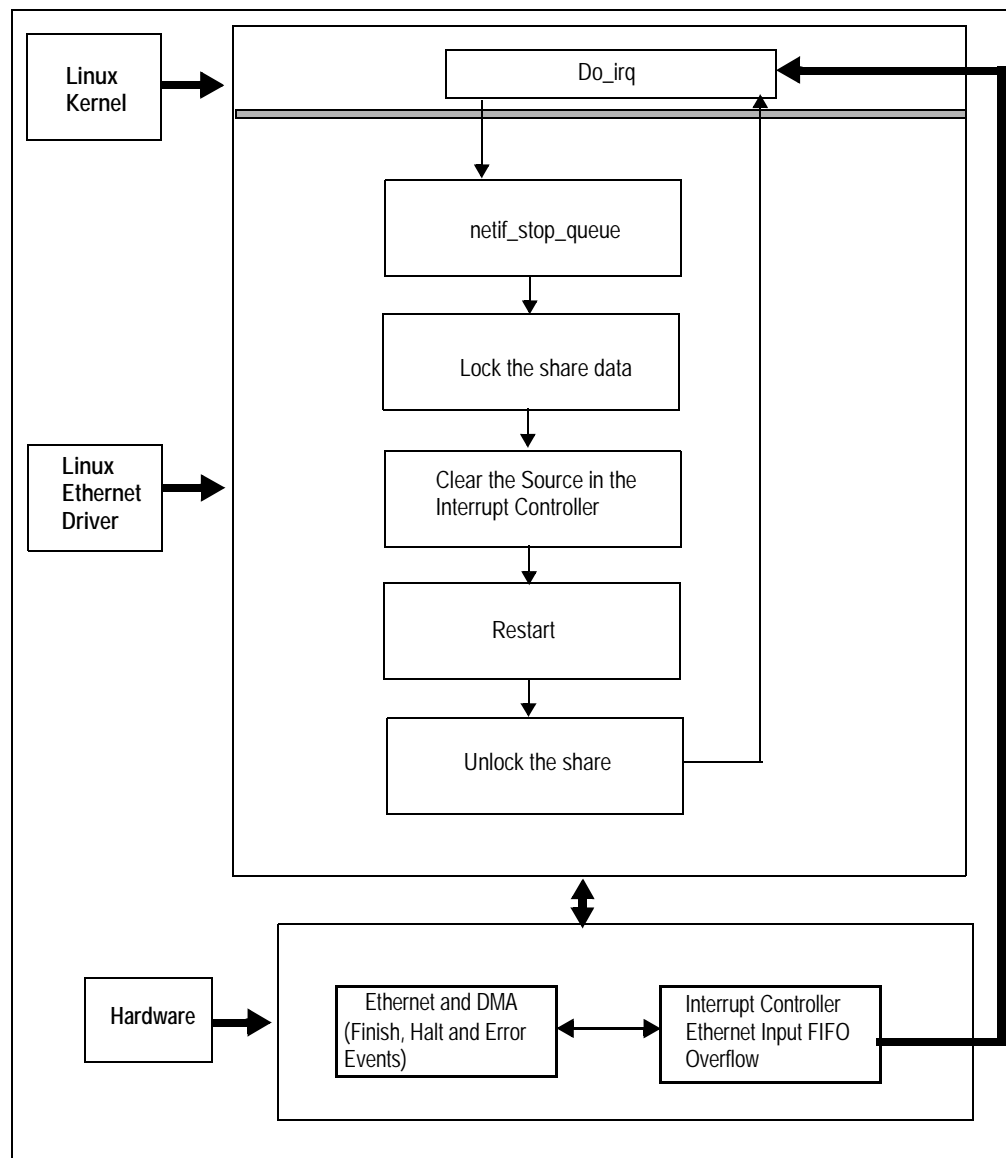 Linux
Kernel
Do_irq
netif_stop_queue
Lock the share data
Linux
Ethernet
Driver
Clear the Source in the
Interrupt Controller
Restart
Unlock the share
Hardware
Ethernet and DMA
(Finish, Halt and Error
Events)
Interrupt Controller
Ethernet Input FIFO
Overflow